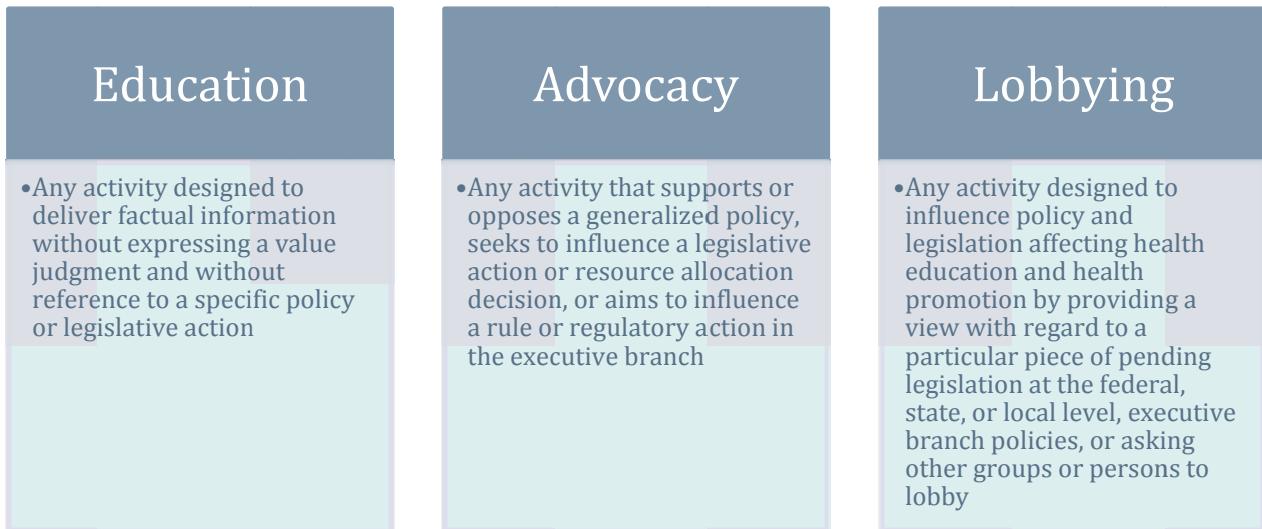 Education
•Any activity designed to
deliver factual information
without expressing a value
judgment and without
reference to a specific policy
or legislative action
Advocacy
•Any activity that supports or
opposes a generalized policy,
seeks to influence a legislative
action or resource allocation
decision, or aims to influence
a rule or regulatory action in
the executive branch
Lobbying
•Any activity designed to
influence policy and
legislation affecting health
education and health
promotion by providing a
view with regard to a
particular piece of pending
legislation at the federal,
state, or local level, executive
branch policies, or asking
other groups or persons to
lobby